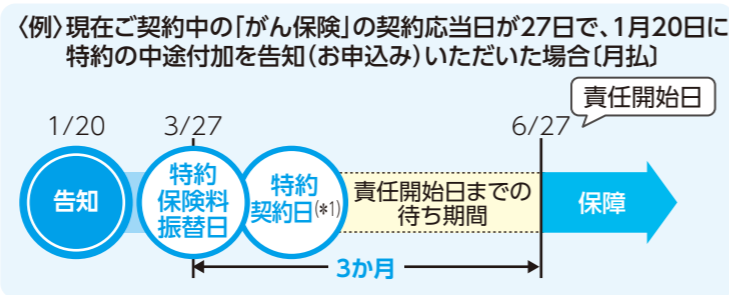 〈例〉現在ご契約中の「がん保険」の契約応当日が27日で、1月20日に
特約の中途付加を告知(お申込み)いただいた場合〔月払〕
責任開始日
1/20
3/27
6/27
告知
特約
保険料
振替日
特約
契約日(*1)
責任開始日までの
待ち期間
保障
3か月